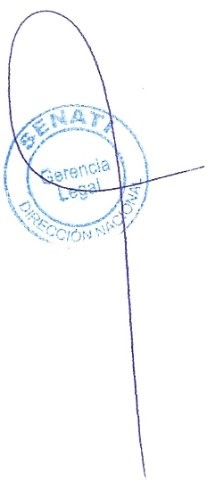 SENATI
Gerencia
Legal
DIRECCIÓN NACIONAL